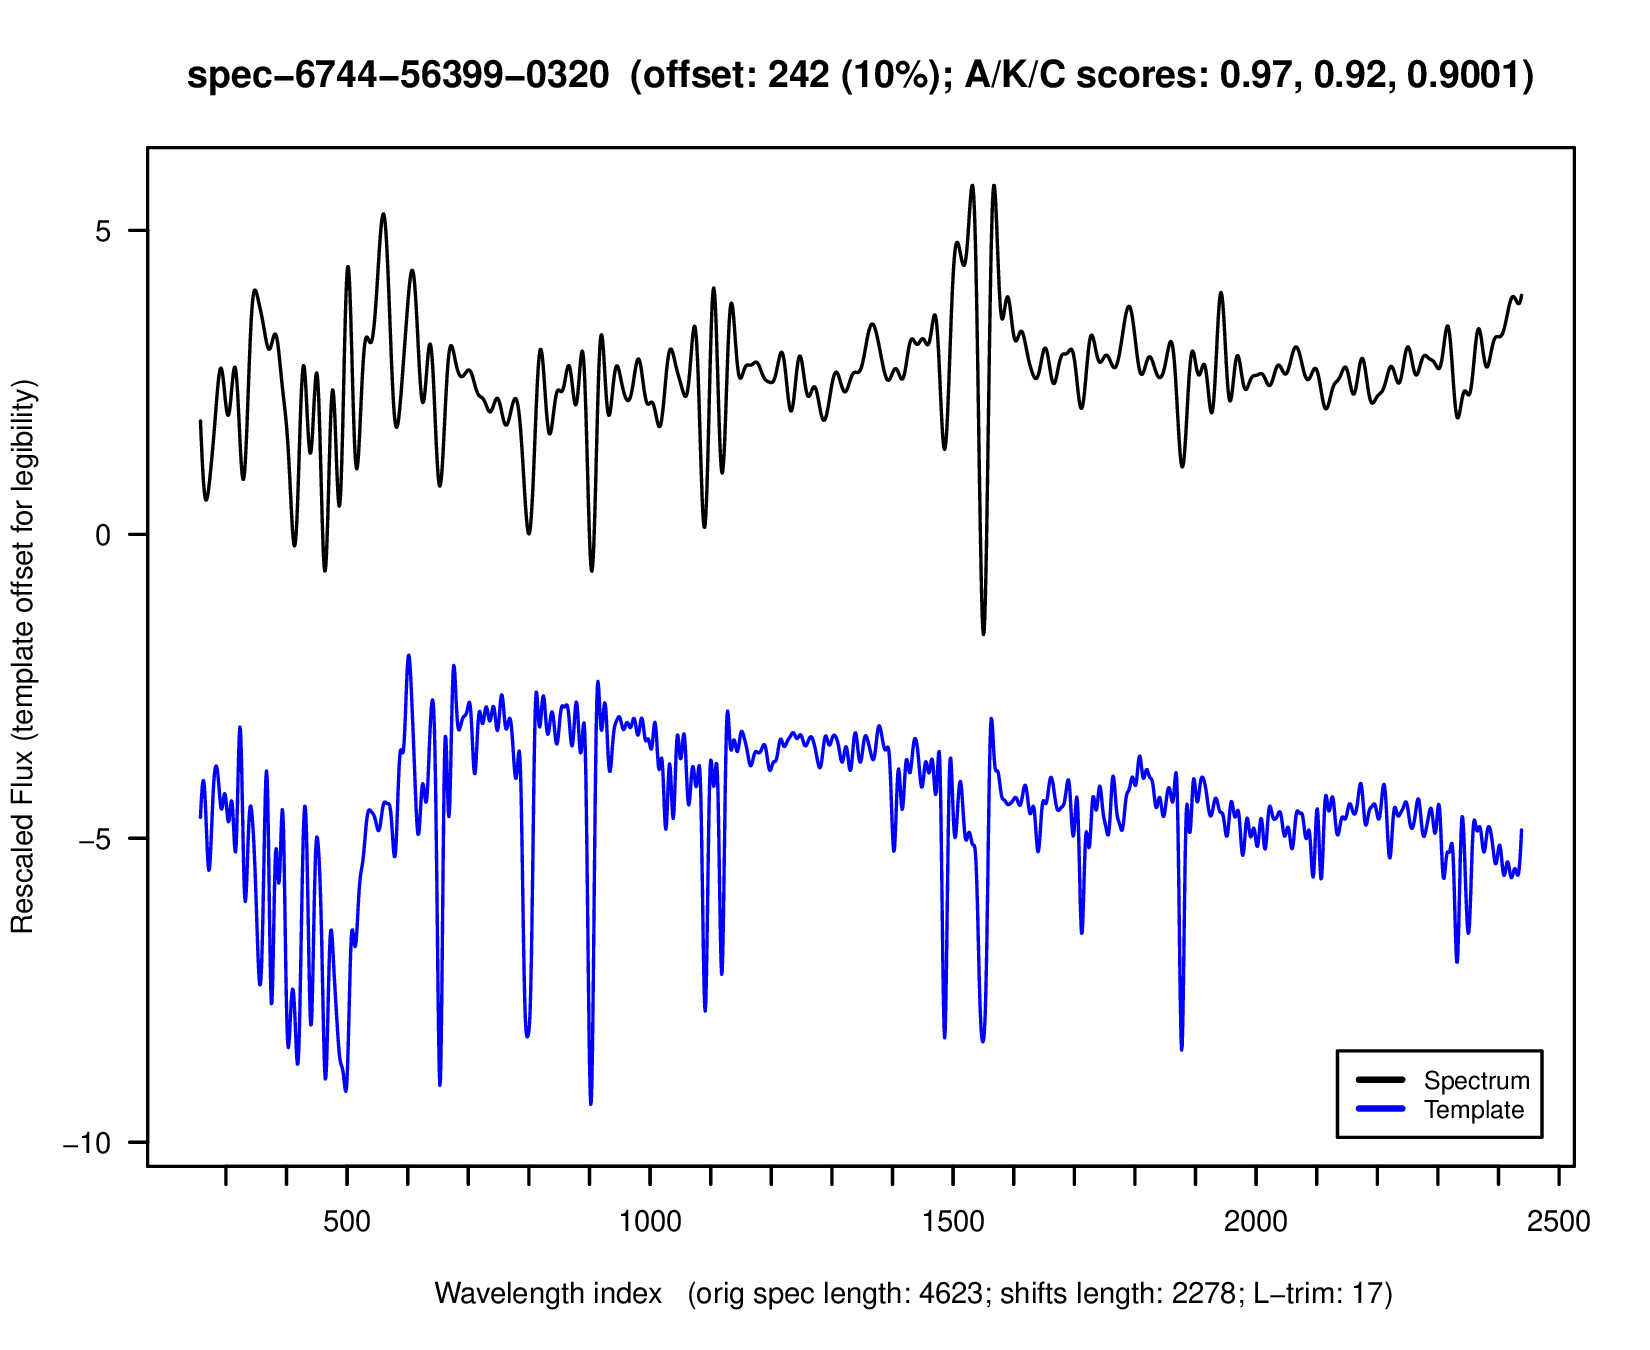 spec−6744−56399−0320 (offset: 242 (10%); A/K/C scores: 0.97, 0.92, 0.9001)
Rescaled Flux (template offset for legibility)
5
0
−5
−10
Spectrum
Template
500 1000 1500 2000 2500
Wavelength index (orig spec length: 4623; shifts length: 2278; L−trim: 17)